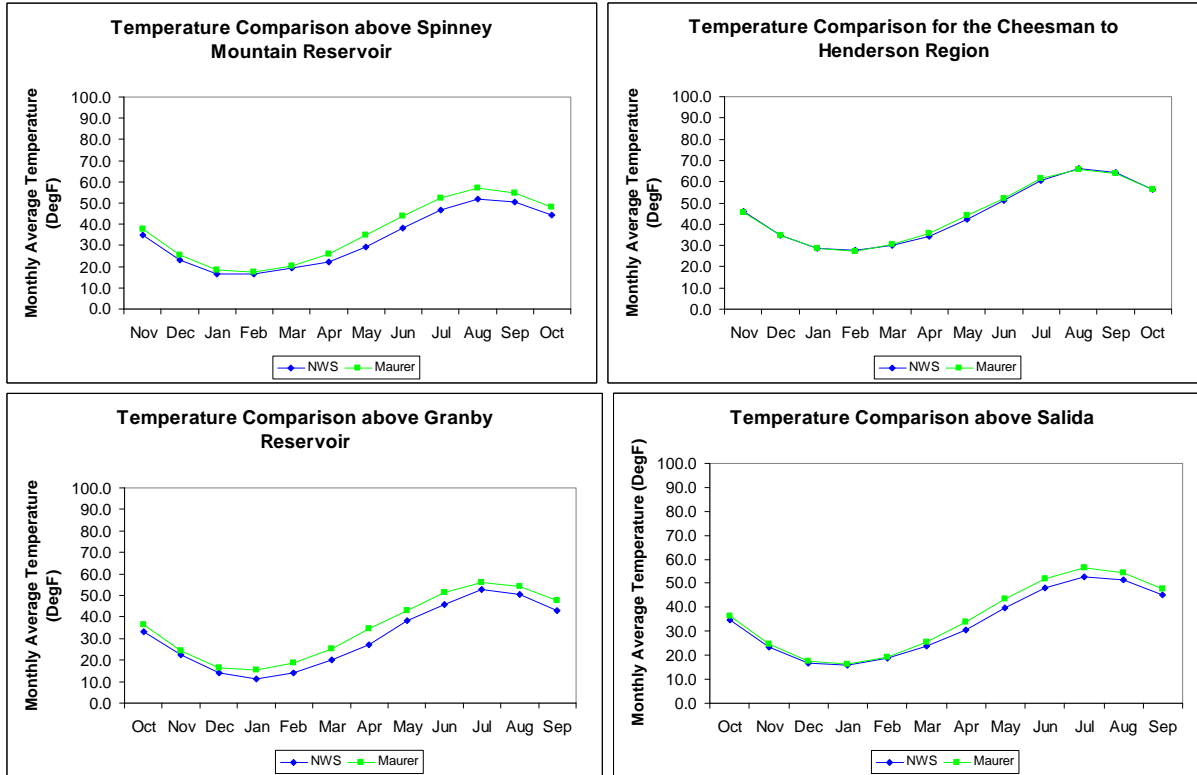 Temperature Comparison above Spinney
Mountain Reservoir
Monthly Average Temperature
(DegF)
100.0
90.0
80.0
70.0
60.0
50.0
40.0
30.0
20.0
10.0
0.0
Nov Dec Jan Feb Mar Apr May Jun Jul Aug Sep Oct
NWS Maurer
Temperature Comparison for the Cheesman to
Henderson Region
Monthly Average Temperature
(DegF)
100.0
90.0
80.0
70.0
60.0
50.0
40.0
30.0
20.0
10.0
0.0
Nov Dec Jan Feb Mar Apr May Jun Jul Aug Sep Oct
NWS Maurer
Temperature Comparison above Granby
Reservoir
Monthly Average Temperature
(DegF)
100.0
90.0
80.0
70.0
60.0
50.0
40.0
30.0
20.0
10.0
0.0
Oct Nov Dec Jan Feb Mar Apr May Jun Jul Aug Sep
NWS Maurer
Temperature Comparison above Salida
Monthly Average Temperature (DegF)
100.0
90.0
80.0
70.0
60.0
50.0
40.0
30.0
20.0
10.0
0.0
Oct Nov Dec Jan Feb Mar Apr May Jun Jul Aug Sep
NWS Maurer